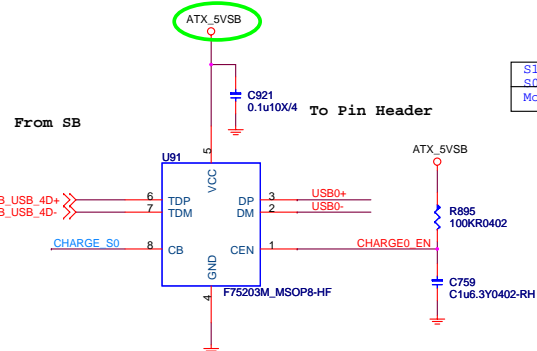 ATX_5VSB
C921
0.1u10X/4
To Pin Header
From SB
U91
5
VCC
ATX_5VSB
B_USB_4D+
6
TDP
DP
3
USB0+
B_USB_4D-
7
TDM
DM
2
USB0-
R895
100KR0402
CHARGE_S0
8
CB
CEN
1
CHARGE0_EN
GND
4
F75203M_MSOP8-HF
C759
C1u6.3Y0402-RH